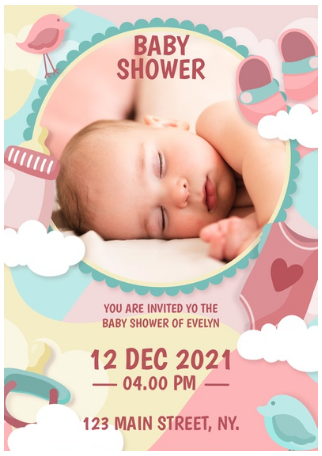 BABY
SHOWER
YOU ARE INVITED YO THE
BABY SHOWER OF EVELYN
12 DEC 2021
04.00 PM
123 MAIN STREET, NY.